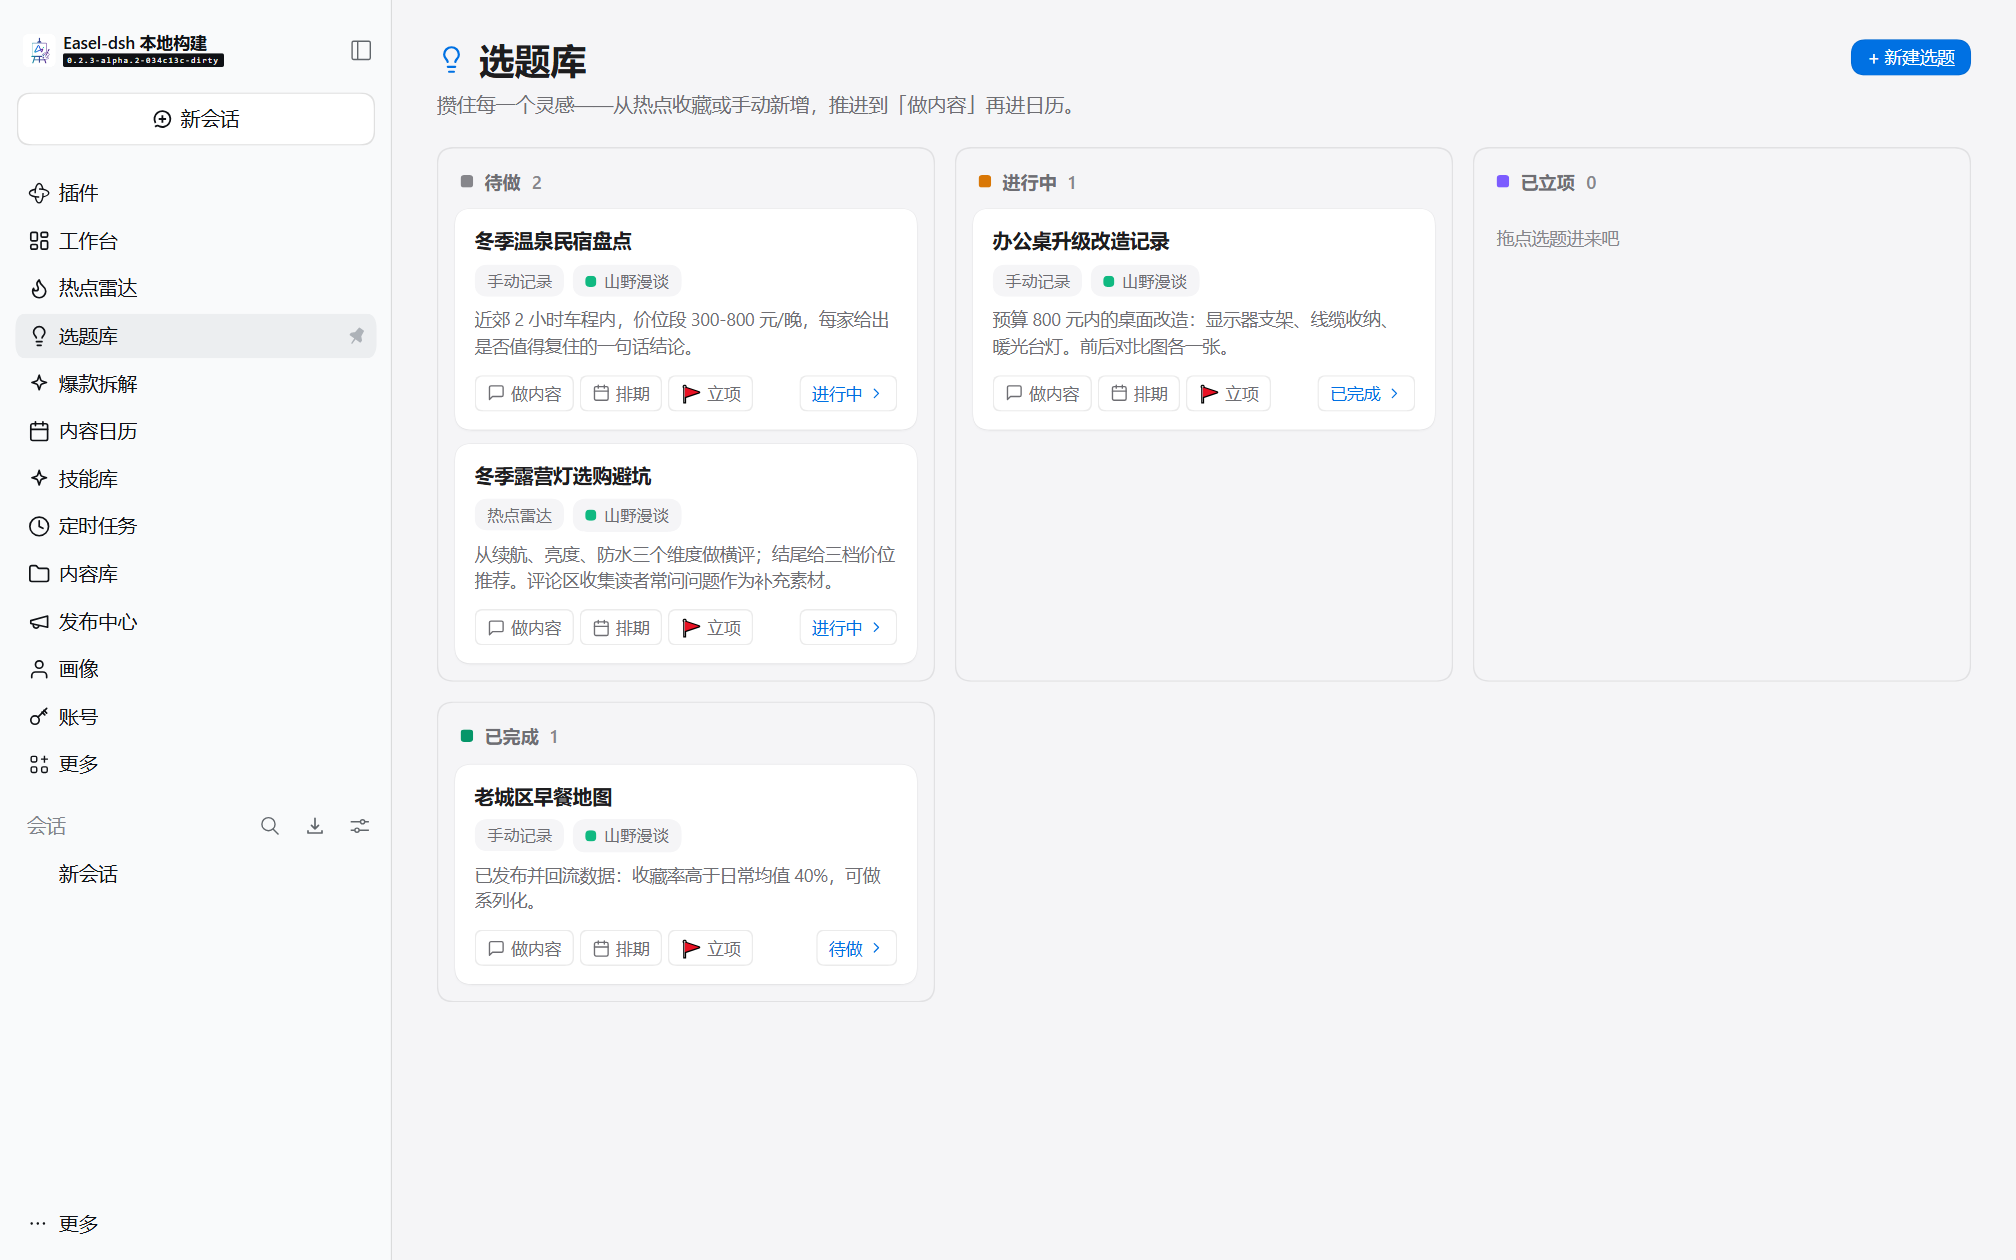 Easel-dsh 本地构建
0.2.3-alpha.2-034c13c-dirty
新会话
插件
工作台
热点雷达
选题库
爆款拆解
内容日历
技能库
定时任务
内容库
发布中心
画像
账号
更多
会话
新会话
更多
选题库
+ 新建选题
攒住每一个灵感——从热点收藏或手动新增，推进到「做内容」再进日历。
待做 2
冬季温泉民宿盘点
手动记录 山野漫谈
近郊 2 小时车程内，价位段 300-800 元/晚，每家给出
是否值得复住的一句话结论。
做内容 排期 立项 进行中
冬季露营灯选购避坑
热点雷达 山野漫谈
从续航、亮度、防水三个维度做横评；结尾给三档价位
推荐。评论区收集读者常问问题作为补充素材。
做内容 排期 立项 进行中
进行中 1
办公桌升级改造记录
手动记录 山野漫谈
预算 800 元内的桌面改造：显示器支架、线缆收纳、
暖光台灯。前后对比图各一张。
做内容 排期 立项 已完成
已立项 0
拖点选题进来吧
已完成 1
老城区早餐地图
手动记录 山野漫谈
已发布并回流数据：收藏率高于日常均值 40%，可做
系列化。
做内容 排期 立项 待做